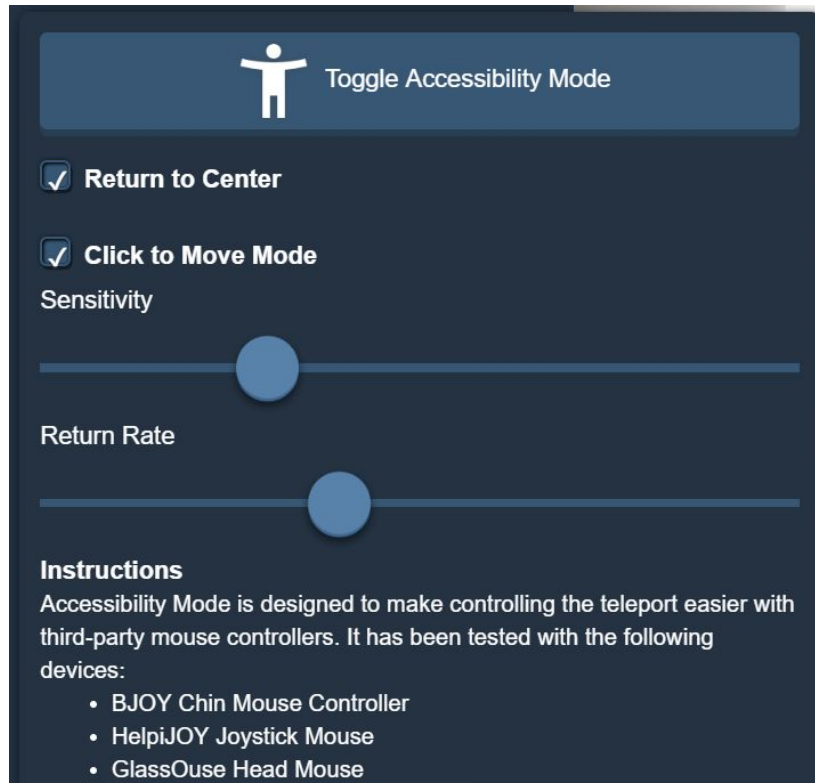 Toggle Accessibility Mode
Return to Center
Click to Move Mode
Sensitivity
Return Rate
Instructions
Accessibility Mode is designed to make controlling the teleport easier with
third-party mouse controllers. It has been tested with the following
devices:
• BJOY Chin Mouse Controller
• HelpiJOY Joystick Mouse
• GlassOuse Head Mouse